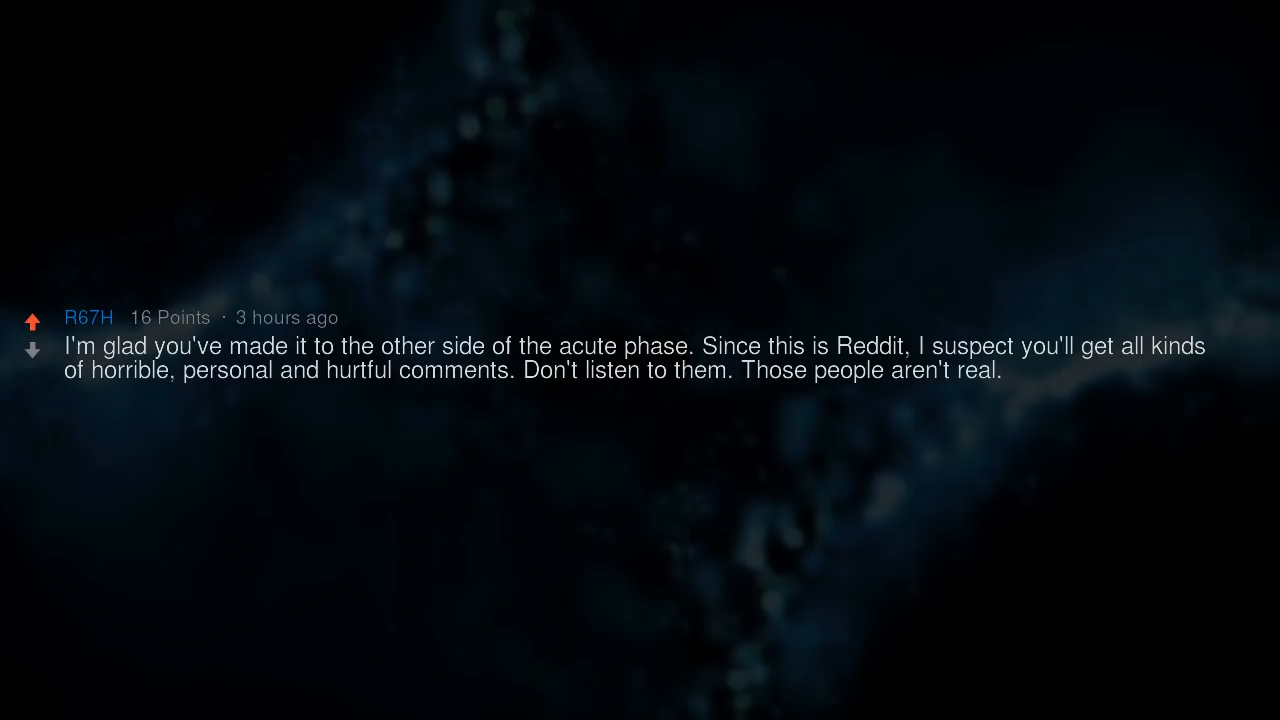 R67H 16 Points · 3 hours ago
I'm glad you've made it to the other side of the acute phase. Since this is Reddit, I suspect you'll get all kinds
of horrible, personal and hurtful comments. Don't listen to them. Those people aren't real.